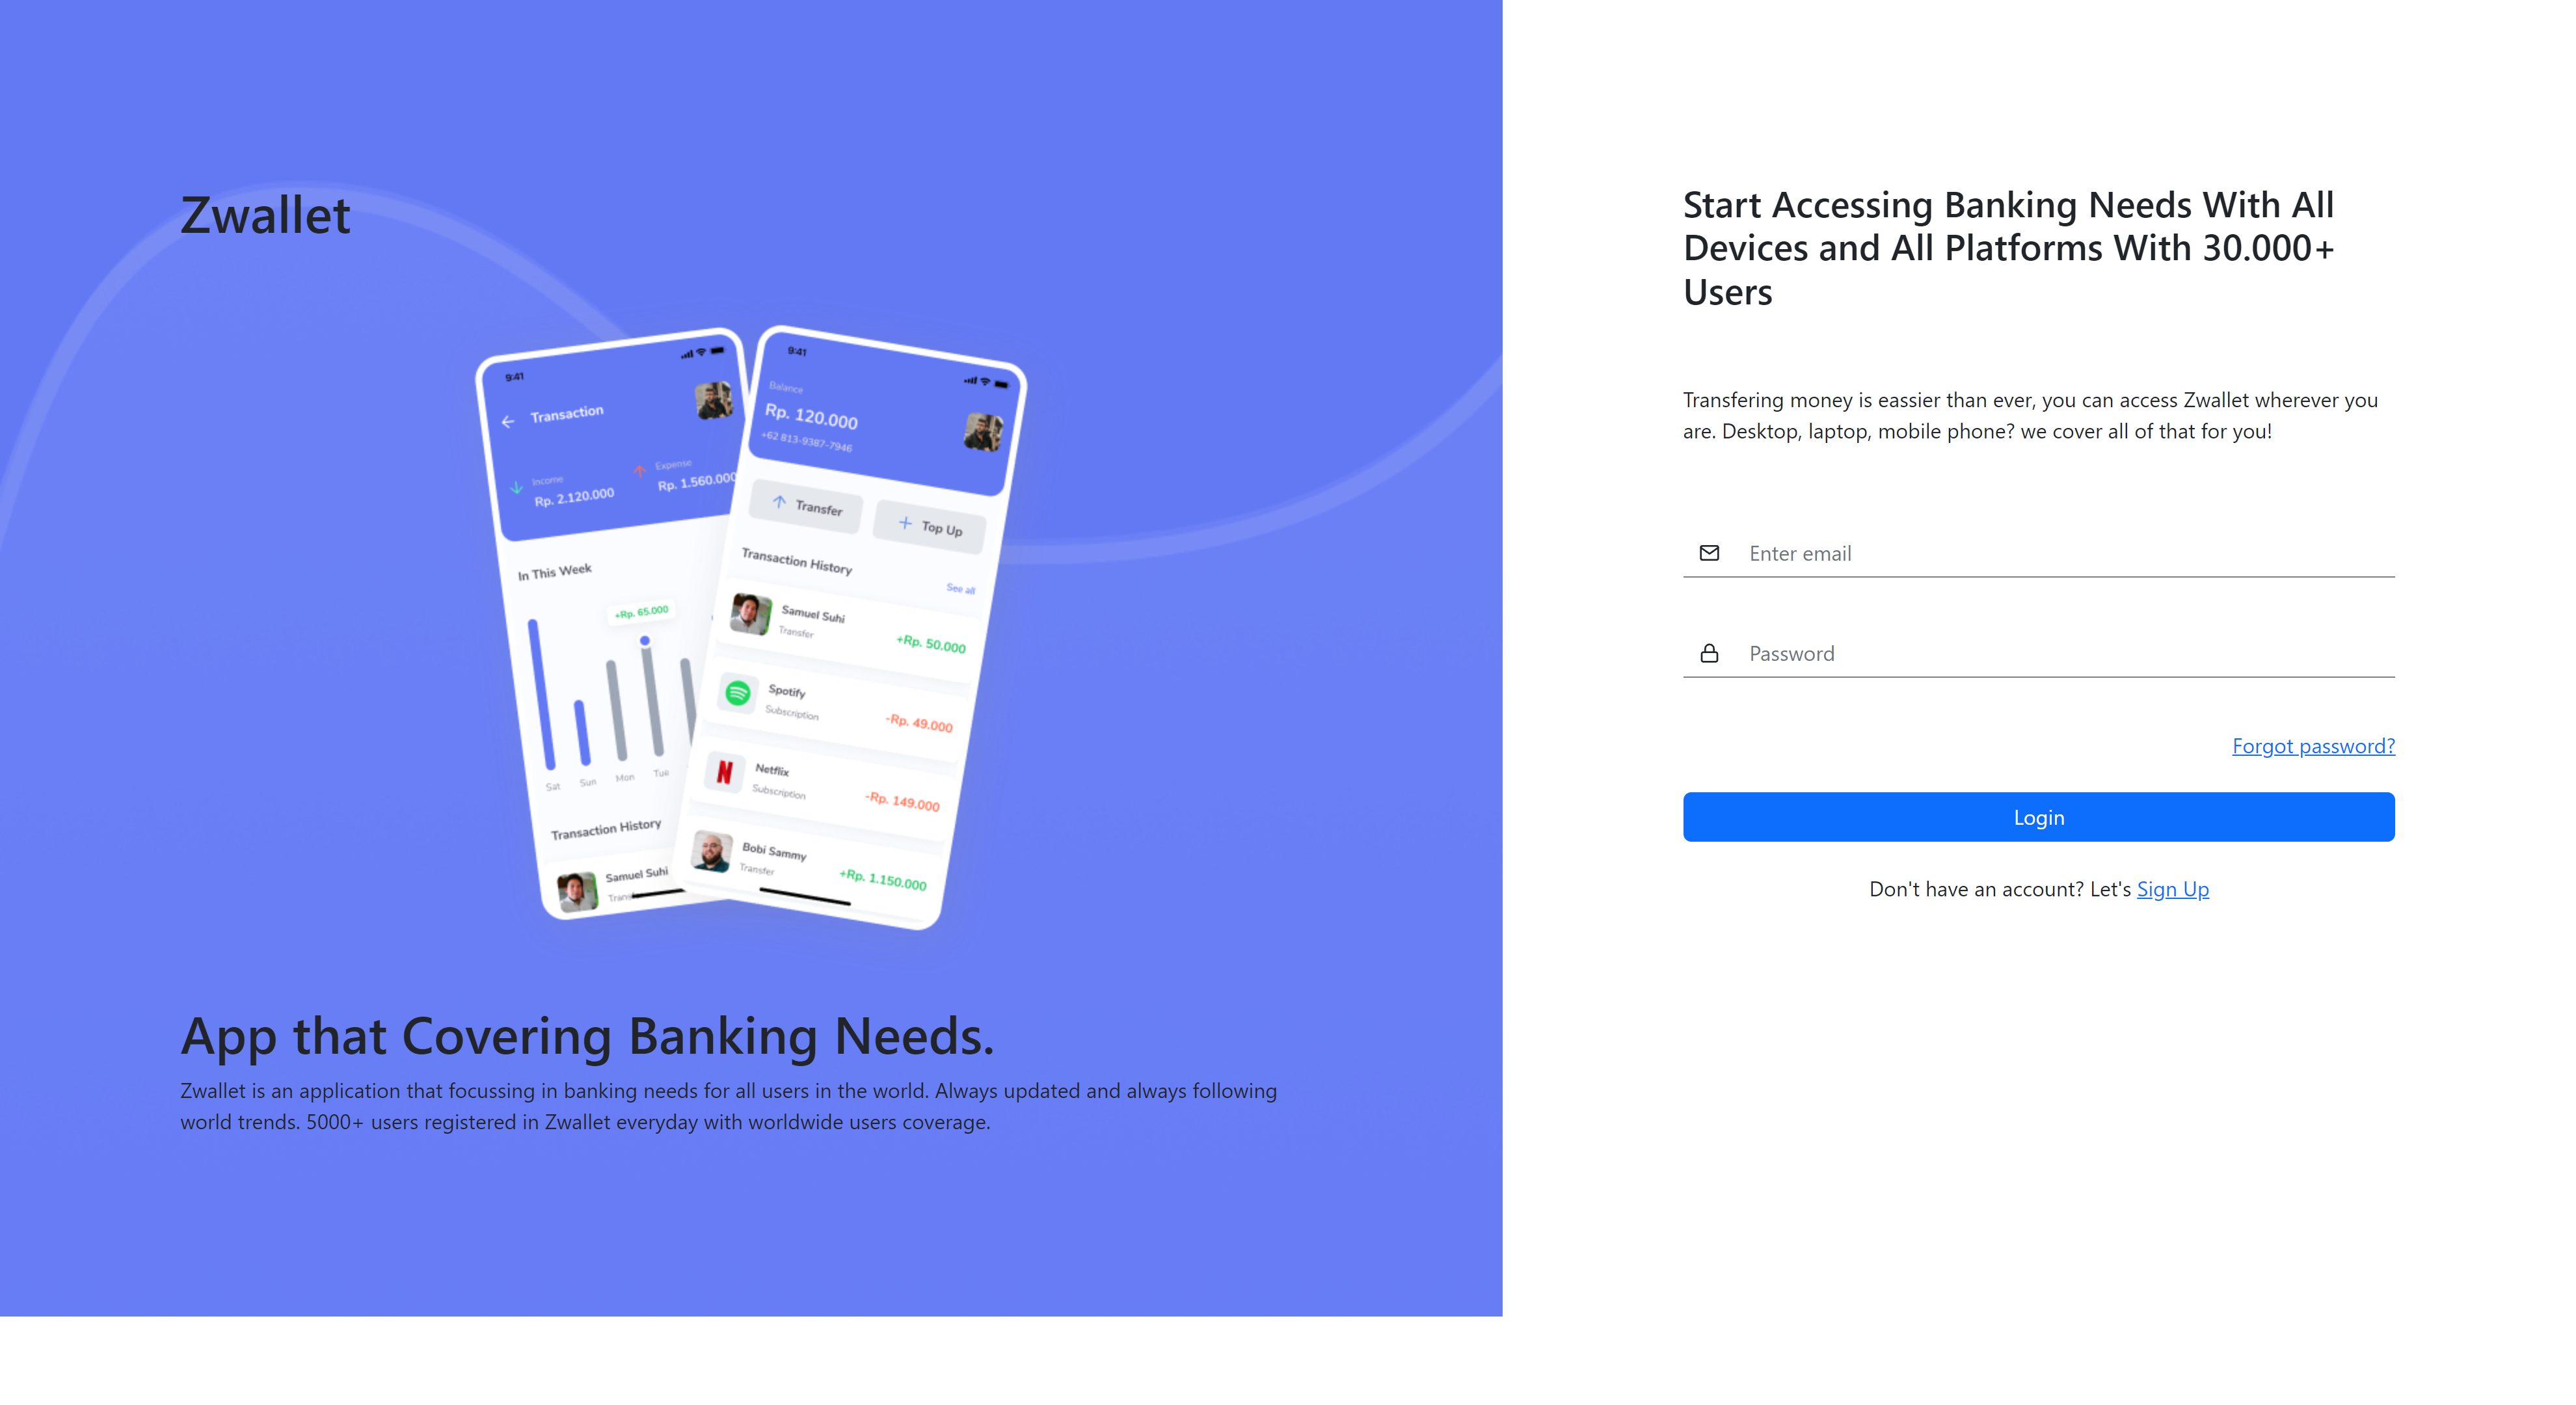 Zwallet
9:41
Transaction
Income
Rp. 2.120.000
Expense
Rp. 1.560.000
In This Week
+Rp. 65.000
Sat
Sun
Mon
Tue
Transaction History
Samuel Suhi
9:41
Balance
Rp. 120.000
+62 813-9387-7946
Transfer
Top Up
Transaction History
See all
Samuel Suhi
Transfer
+Rp. 50.000
Spotify
Subscription
-Rp. 49.000
Netflix
Subscription
-Rp. 149.000
Bobi Sammy
Transfer
+Rp. 1.150.000
App that Covering Banking Needs.
Zwallet is an application that focussing in banking needs for all users in the world. Always updated and always following
world trends. 5000+ users registered in Zwallet everyday with worldwide users coverage.
Start Accessing Banking Needs With All
Devices and All Platforms With 30.000+
Users
Transfering money is eassier than ever, you can access Zwallet wherever you
are. Desktop, laptop, mobile phone? we cover all of that for you!
Enter email
Password
Forgot password?
Login
Don't have an account? Let's Sign Up